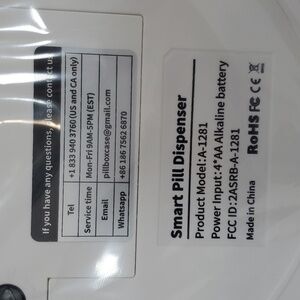 If you have any questions, please contact us
Tel +1 833 940 3760 (US and CA only)
Service time Mon-Fri 9AM-5PM (EST)
Email pillboxcase@gmail.com
Whatsapp +86 186 7562 6870
Smart Pill Dispenser
Product Model:A-1281
Power Input:4*AA Alkaline battery
FCC ID:2ASRB-A-1281
Made in China RoHS FC CE